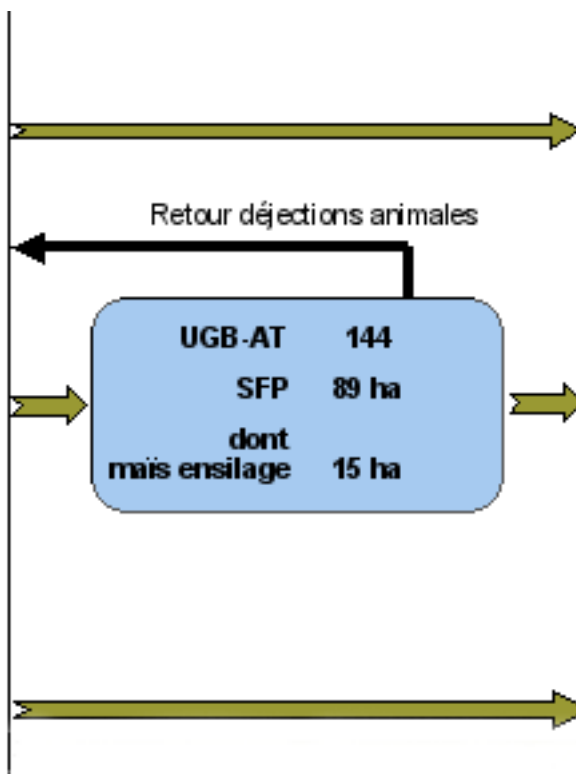 Retour déjections animales
UGB-AT 144
SFP 89 ha
dont
maïs ensilage 15 ha